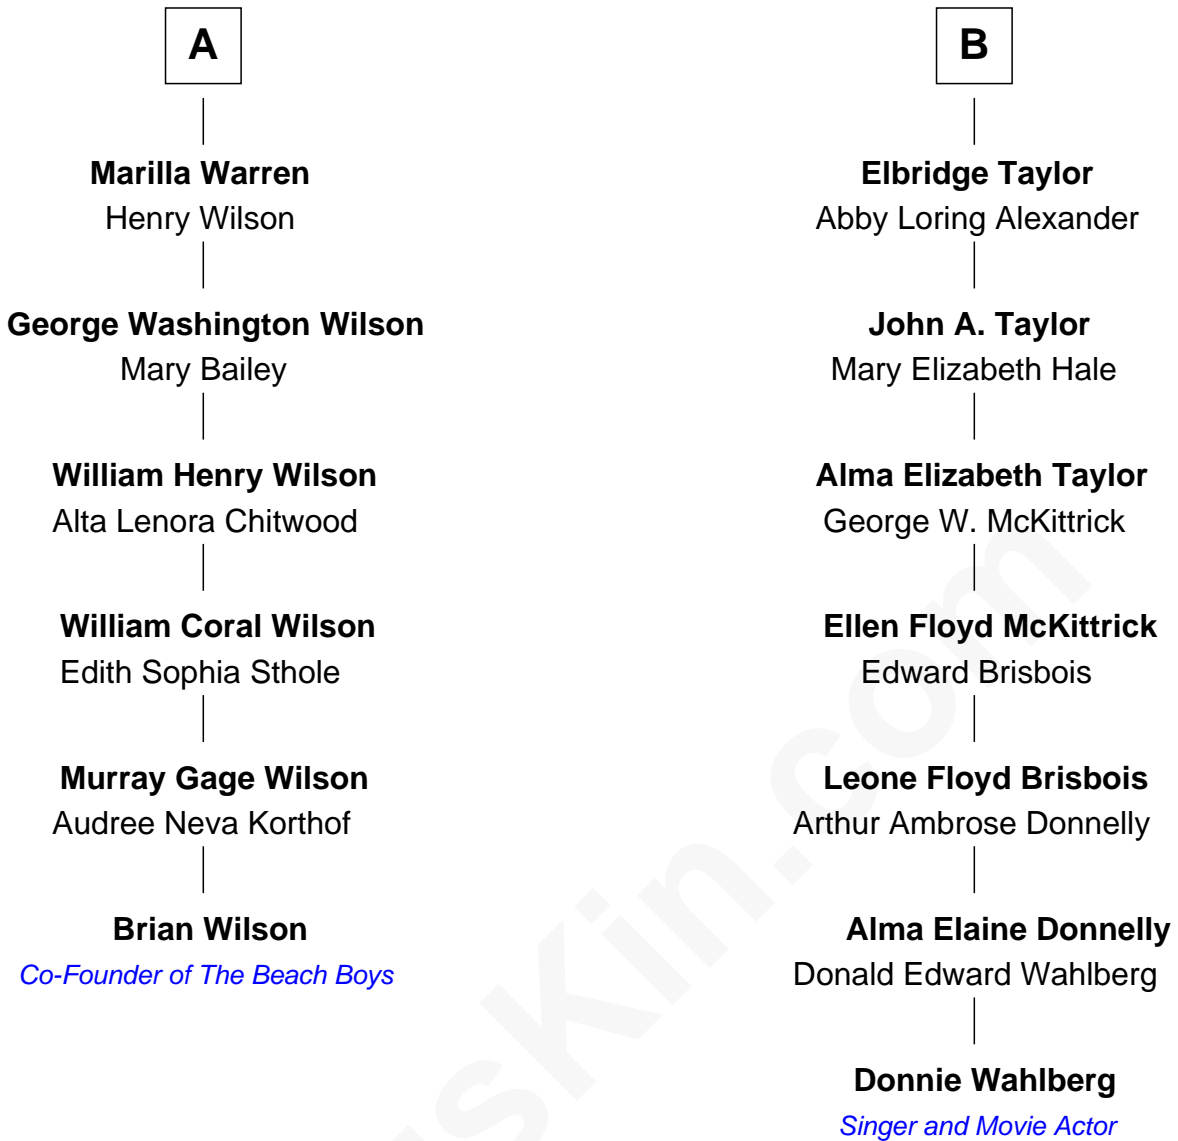 A
Marilla Warren
Henry Wilson
George Washington Wilson
Mary Bailey
William Henry Wilson
Alta Lenora Chitwood
William Coral Wilson
Edith Sophia Sthole
Murray Gage Wilson
Audree Neva Korthof
Brian Wilson
Co-Founder of The Beach Boys
B
Elbridge Taylor
Abby Loring Alexander
John A. Taylor
Mary Elizabeth Hale
Alma Elizabeth Taylor
George W. McKittrick
Ellen Floyd McKittrick
Edward Brisbois
Leone Floyd Brisbois
Arthur Ambrose Donnelly
Alma Elaine Donnelly
Donald Edward Wahlberg
Donnie Wahlberg
Singer and Movie Actor